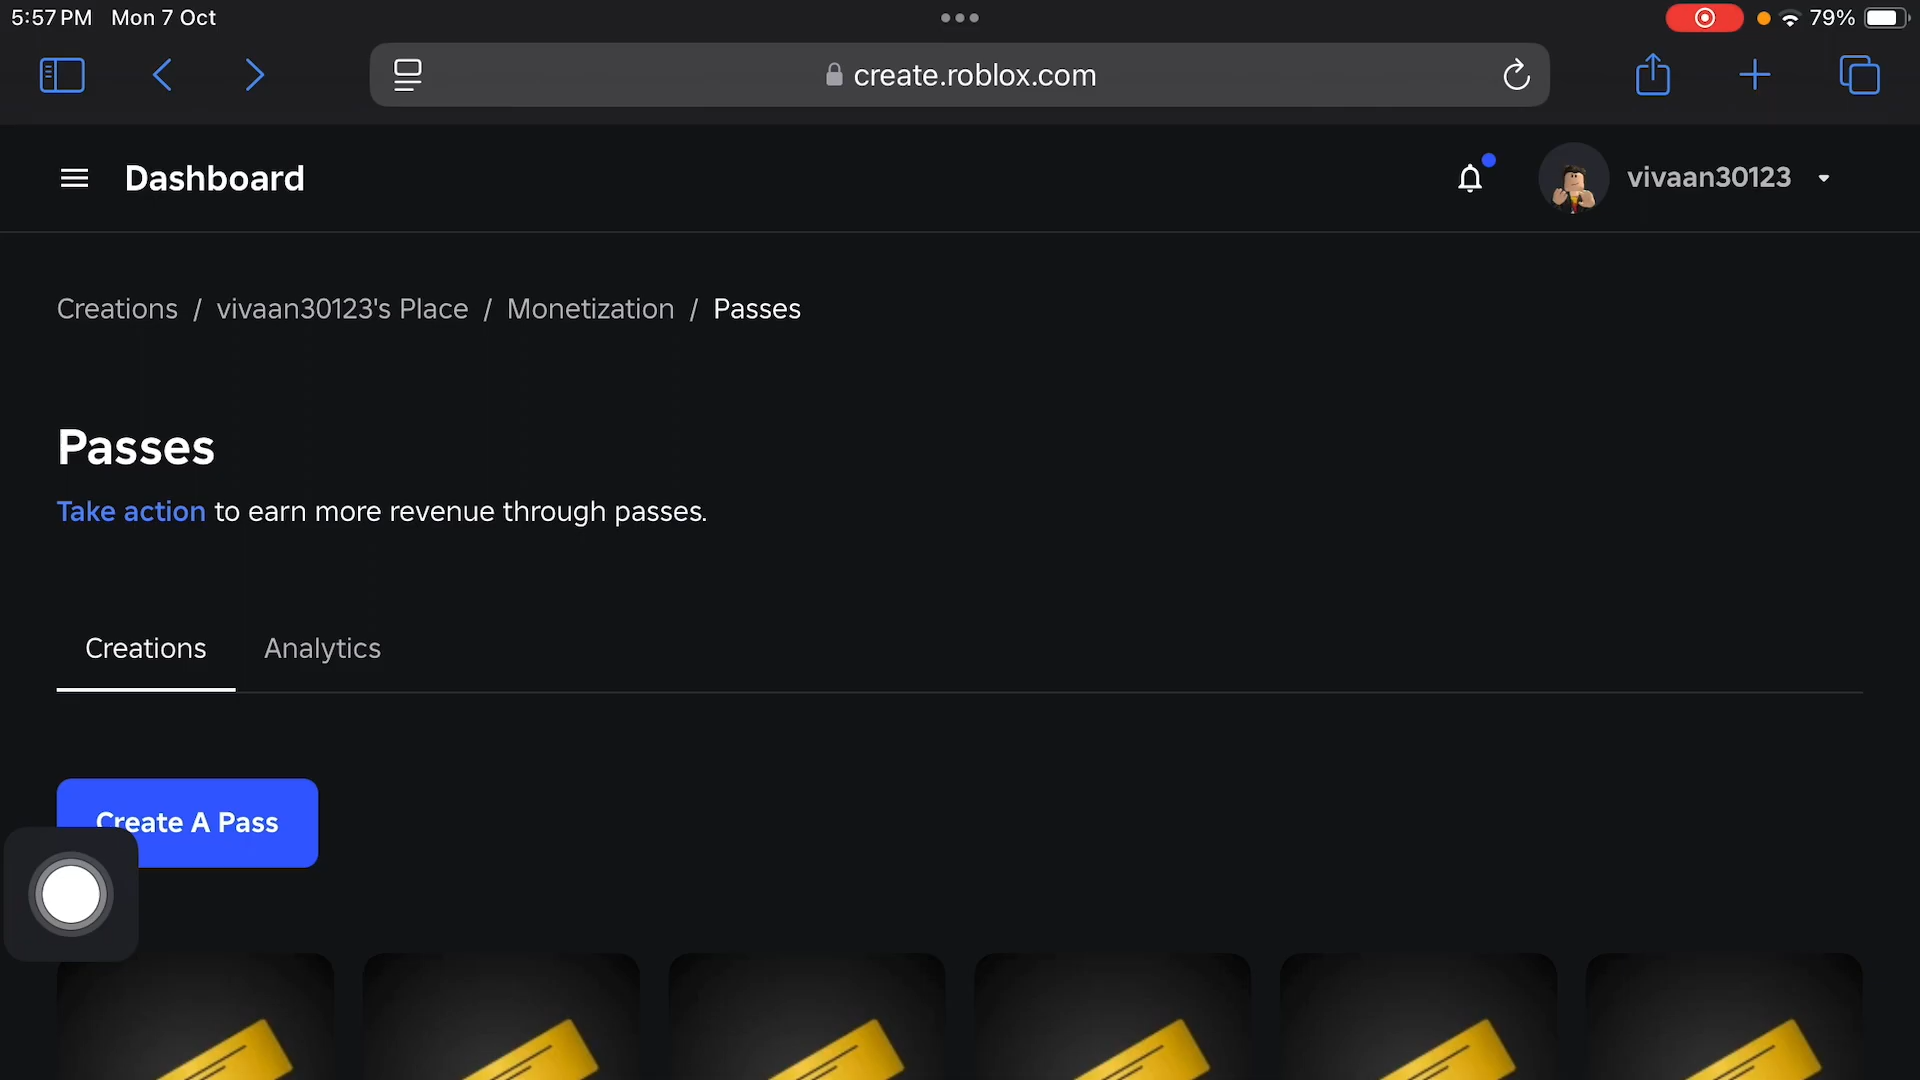 5:57 PM Mon 7 Oct
79%
create.roblox.com
Dashboard
vivaan30123
Creations / vivaan30123's Place / Monetization / Passes
Passes
Take action to earn more revenue through passes.
Creations Analytics
Create A Pass